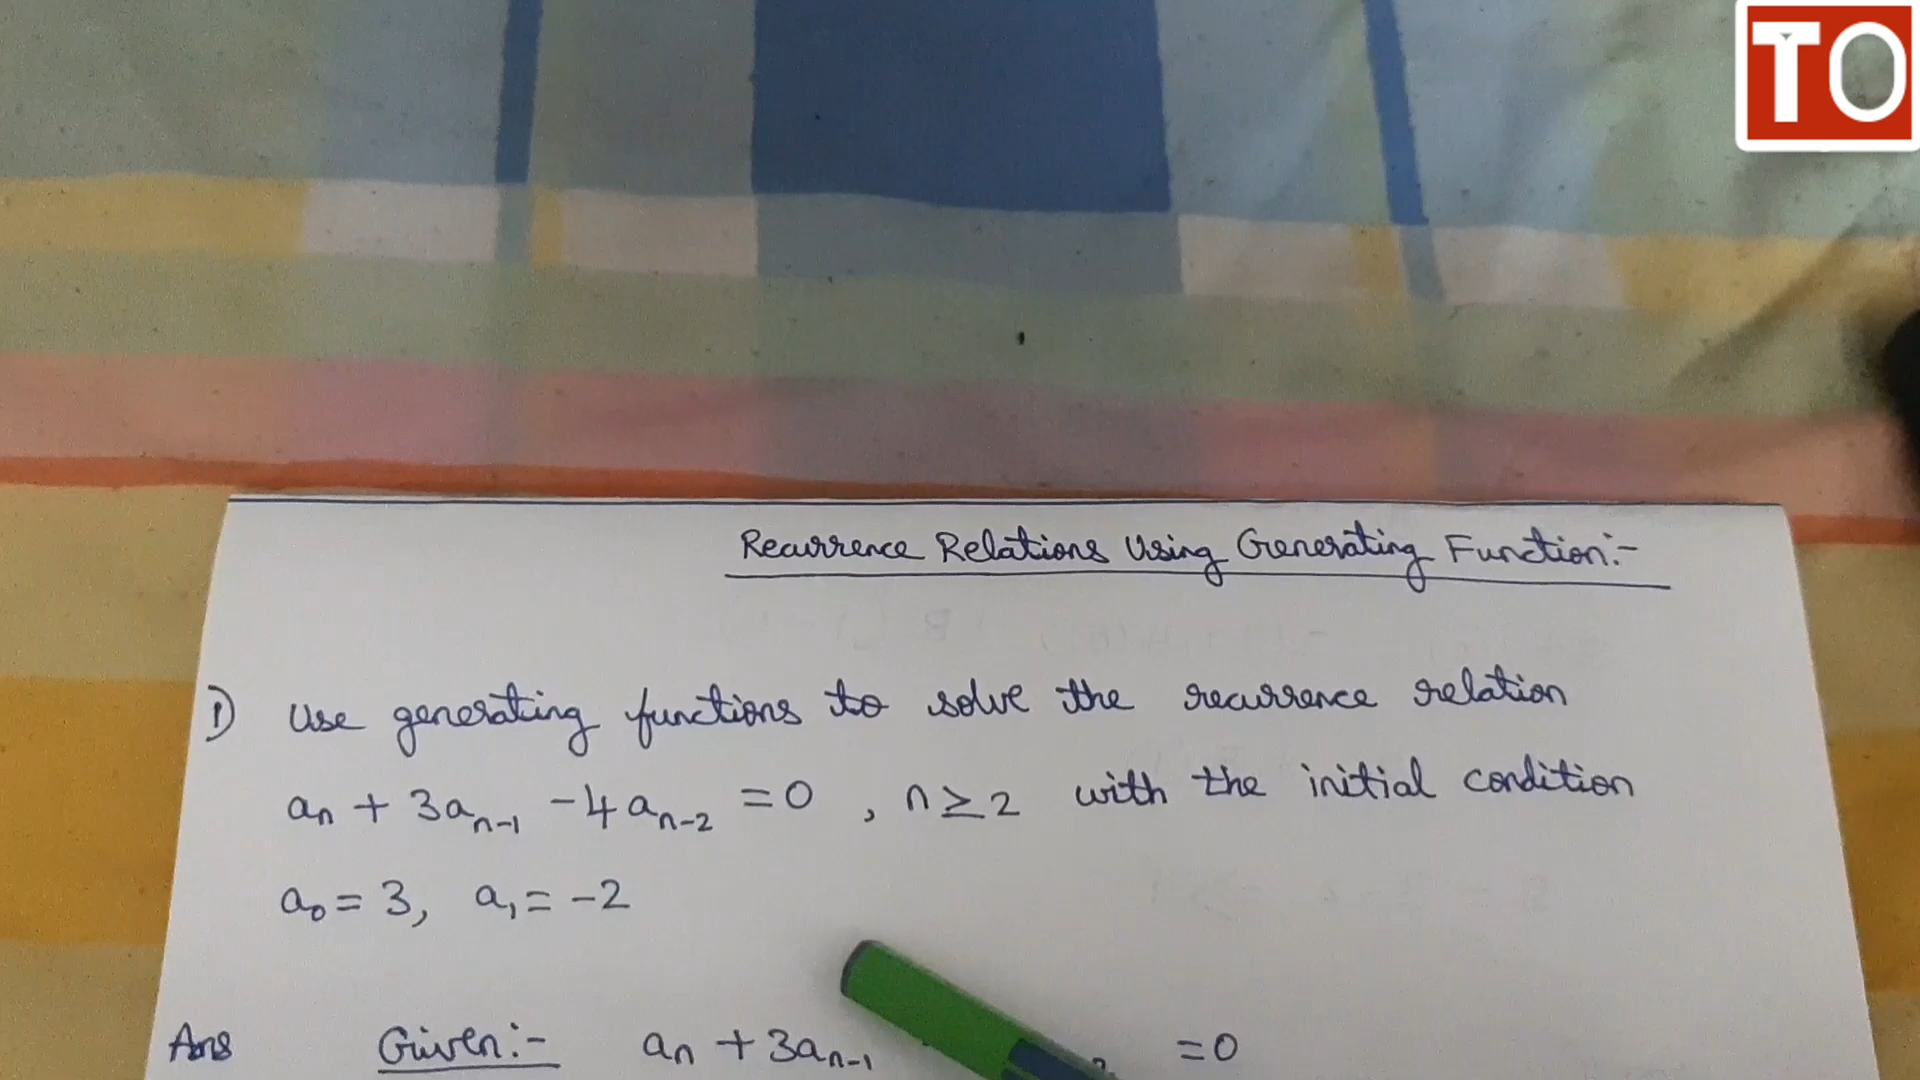 TO
Recurrence Relations Using Generating Function:-
1) Use generating functions to solve the recurrence relation
aₙ + 3aₙ₋₁ - 4aₙ₋₂ = 0 , n ≥ 2 with the initial condition
a₀ = 3, a₁ = -2
Ans Given:- aₙ + 3aₙ₋₁ = 0